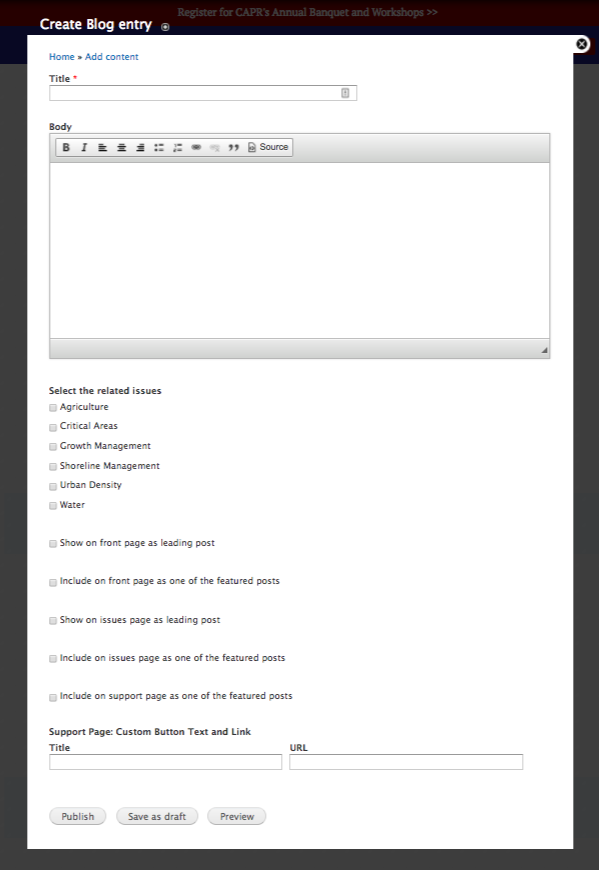 Register for CAPR's Annual Banquet and Workshops >>
Create Blog entry
Home » Add content
Title *
Body
B I Source
Select the related issues
Agriculture
Critical Areas
Growth Management
Shoreline Management
Urban Density
Water
Show on front page as leading post
Include on front page as one of the featured posts
Show on issues page as leading post
Include on issues page as one of the featured posts
Include on support page as one of the featured posts
Support Page: Custom Button Text and Link
Title URL
Publish Save as draft Preview